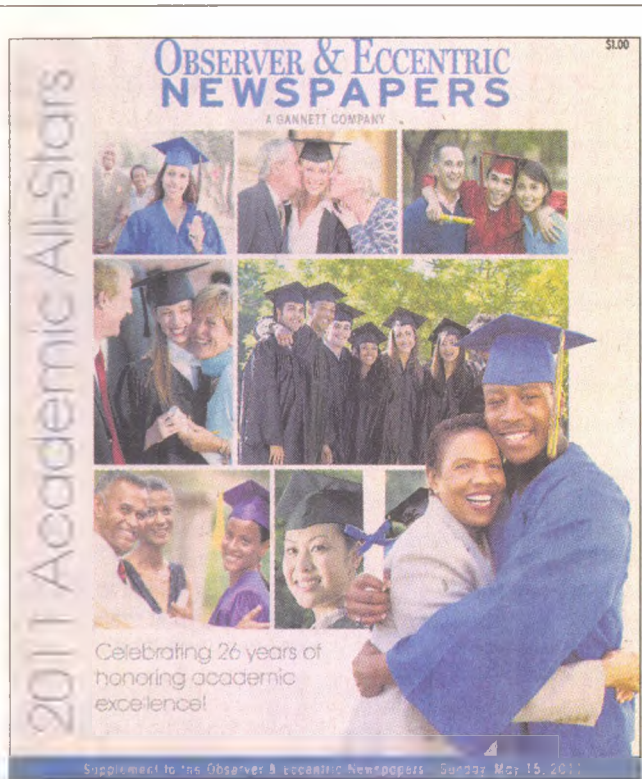 $1.00
OBSERVER & ECCENTRIC
NEWSPAPERS
A GANNETT COMPANY
2011 Academic All-Stars
Celebrating 26 years of
honoring academic
excellence!
Supplement to the Observer & Eccentric Newspapers Sunday May 15, 2011